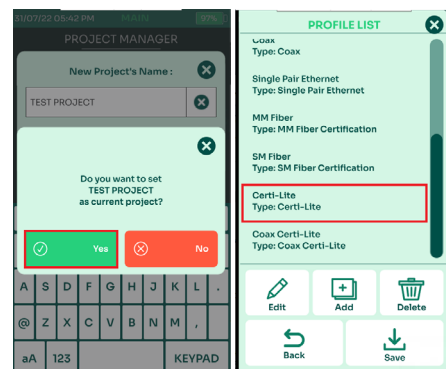 31/07/22 05:42 PM MAIN 97%
PROJECT MANAGER
New Project's Name :
TEST PROJECT
Do you want to set
TEST PROJECT
as current project?
Yes
No
A S D F G H J K L .
@ Z X C V B N M ,
aA 123 KEYPAD
PROFILE LIST
Coax
Type: Coax
Single Pair Ethernet
Type: Single Pair Ethernet
MM Fiber
Type: MM Fiber Certification
SM Fiber
Type: SM Fiber Certification
Certi-Lite
Type: Certi-Lite
Coax Certi-Lite
Type: Coax Certi-Lite
Edit
Add
Delete
Back
Save